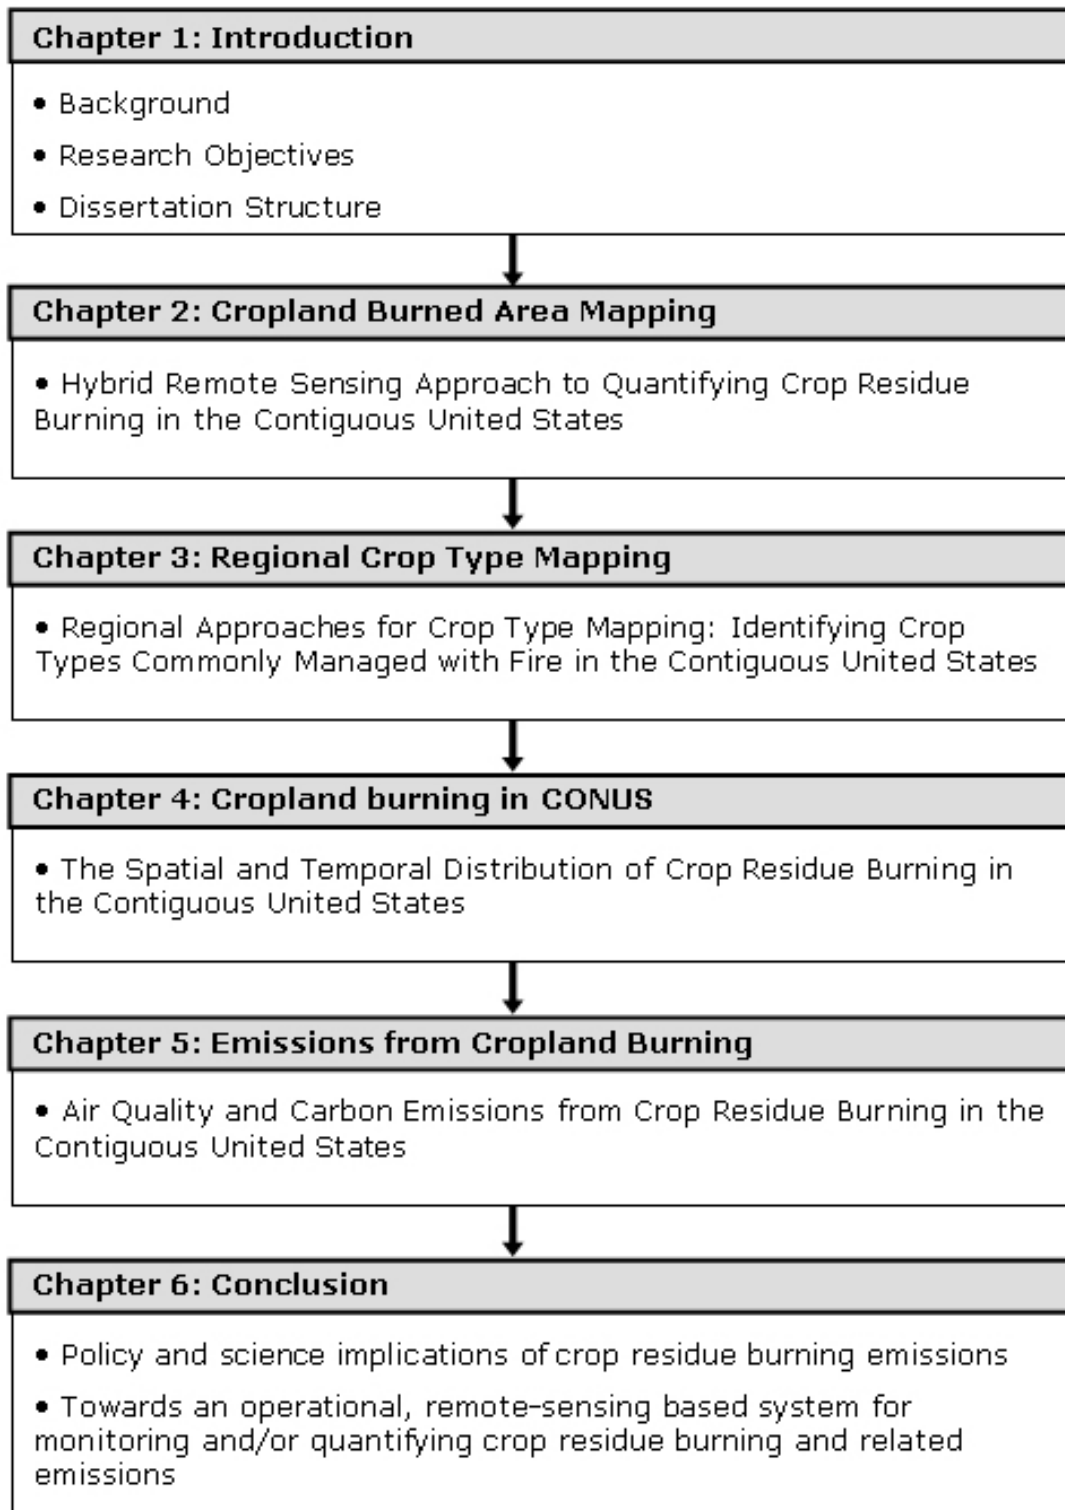 Chapter 1: Introduction
• Background
• Research Objectives
• Dissertation Structure
Chapter 2: Cropland Burned Area Mapping
• Hybrid Remote Sensing Approach to Quantifying Crop Residue
Burning in the Contiguous United States
Chapter 3: Regional Crop Type Mapping
• Regional Approaches for Crop Type Mapping: Identifying Crop
Types Commonly Managed with Fire in the Contiguous United States
Chapter 4: Cropland burning in CONUS
• The Spatial and Temporal Distribution of Crop Residue Burning in
the Contiguous United States
Chapter 5: Emissions from Cropland Burning
• Air Quality and Carbon Emissions from Crop Residue Burning in the
Contiguous United States
Chapter 6: Conclusion
• Policy and science implications of crop residue burning emissions
• Towards an operational, remote-sensing based system for
monitoring and/or quantifying crop residue burning and related
emissions